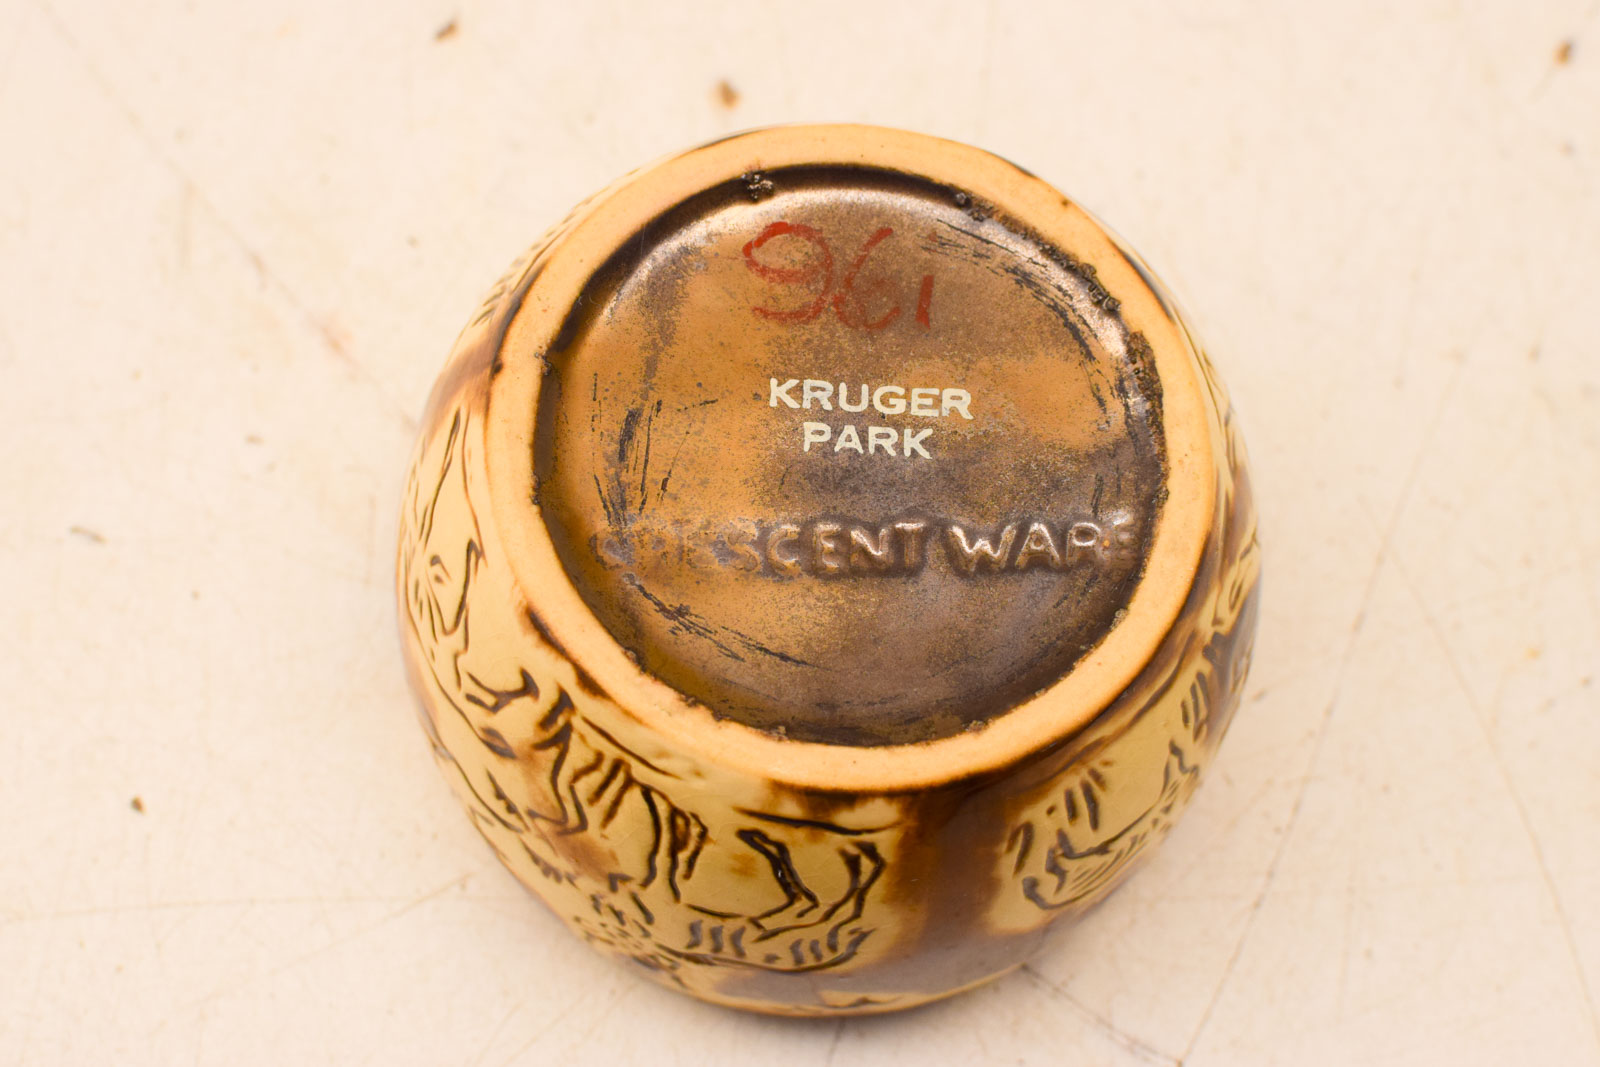 961
KRUGER
PARK
CRESCENT WARE